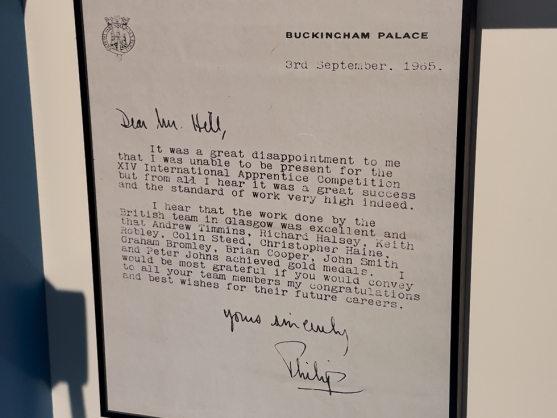 BUCKINGHAM PALACE
3rd September. 1965.
Dear Mr. Hell,
It was a great disappointment to me
that I was unable to be present for the
XIV International Apprentice Competition
but from all I hear it was a great success
and the standard of work very high indeed.
I hear that the work done by the
British team in Glasgow was excellent and
that Andrew Timmins, Richard Halsey, Keith
Hobley, Colin Steed, Christopher Haine,
Graham Bromley, Brian Cooper, John Smith
and Peter Johns achieved gold medals. I
would be most grateful if you would convey
to all your team members my congratulations
and best wishes for their future careers.
Yours sincerely,
Philip